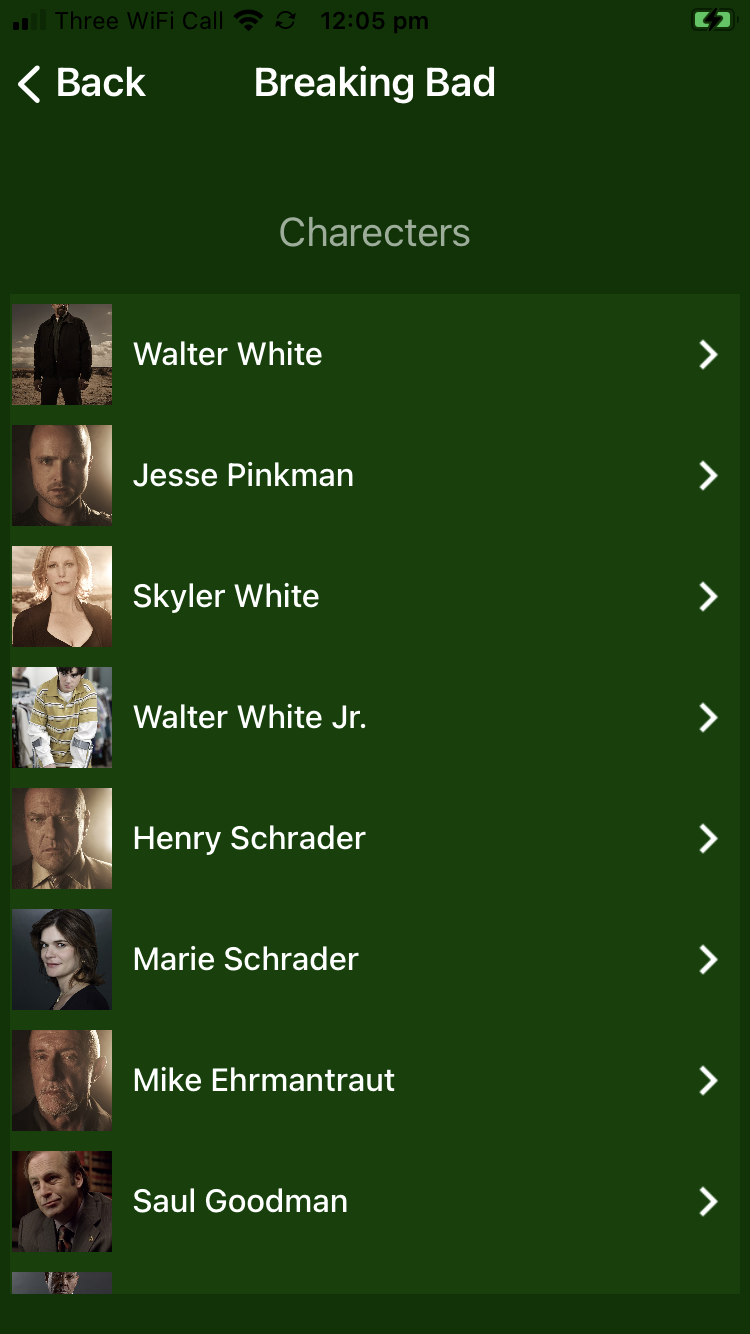 Three WiFi Call 12:05 pm
Back Breaking Bad
Charecters
Walter White
Jesse Pinkman
Skyler White
Walter White Jr.
Henry Schrader
Marie Schrader
Mike Ehrmantraut
Saul Goodman